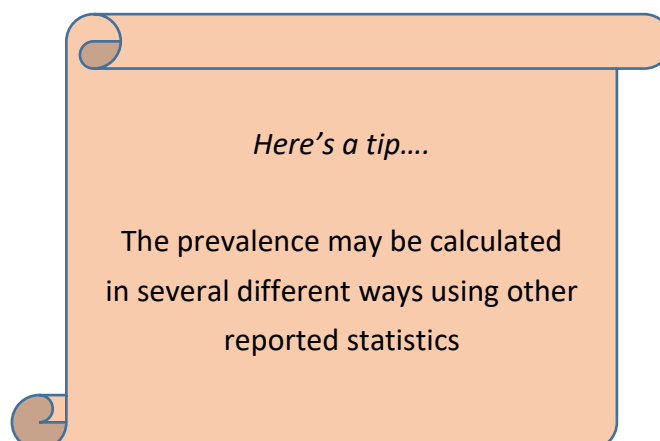 Here’s a tip….
The prevalence may be calculated
in several different ways using other
reported statistics